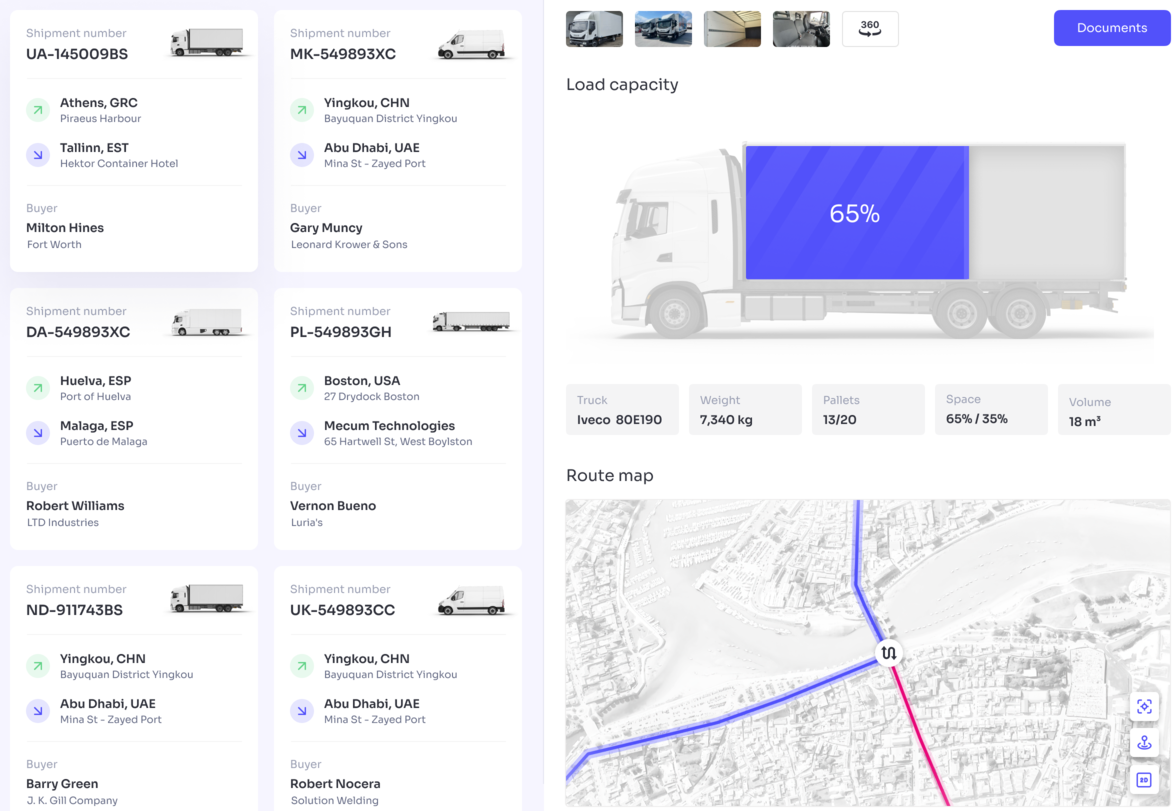 Shipment number
UA-145009BS
Athens, GRC
Piraeus Harbour
Tallinn, EST
Hektor Container Hotel
Buyer
Milton Hines
Fort Worth
Shipment number
MK-549893XC
Yingkou, CHN
Bayuquan District Yingkou
Abu Dhabi, UAE
Mina St - Zayed Port
Buyer
Gary Muncy
Leonard Krower & Sons
Shipment number
DA-549893XC
Huelva, ESP
Port of Huelva
Malaga, ESP
Puerto de Malaga
Buyer
Robert Williams
LTD Industries
Shipment number
PL-549893GH
Boston, USA
27 Drydock Boston
Mecum Technologies
65 Hartwell St, West Boylston
Buyer
Vernon Bueno
Luria's
Shipment number
ND-911743BS
Yingkou, CHN
Bayuquan District Yingkou
Abu Dhabi, UAE
Mina St - Zayed Port
Buyer
Barry Green
J. K. Gill Company
Shipment number
UK-549893CC
Yingkou, CHN
Bayuquan District Yingkou
Abu Dhabi, UAE
Mina St - Zayed Port
Buyer
Robert Nocera
Solution Welding
360
Documents
Load capacity
65%
Truck
Iveco 80E190
Weight
7,340 kg
Pallets
13/20
Space
65% / 35%
Volume
18 m³
Route map